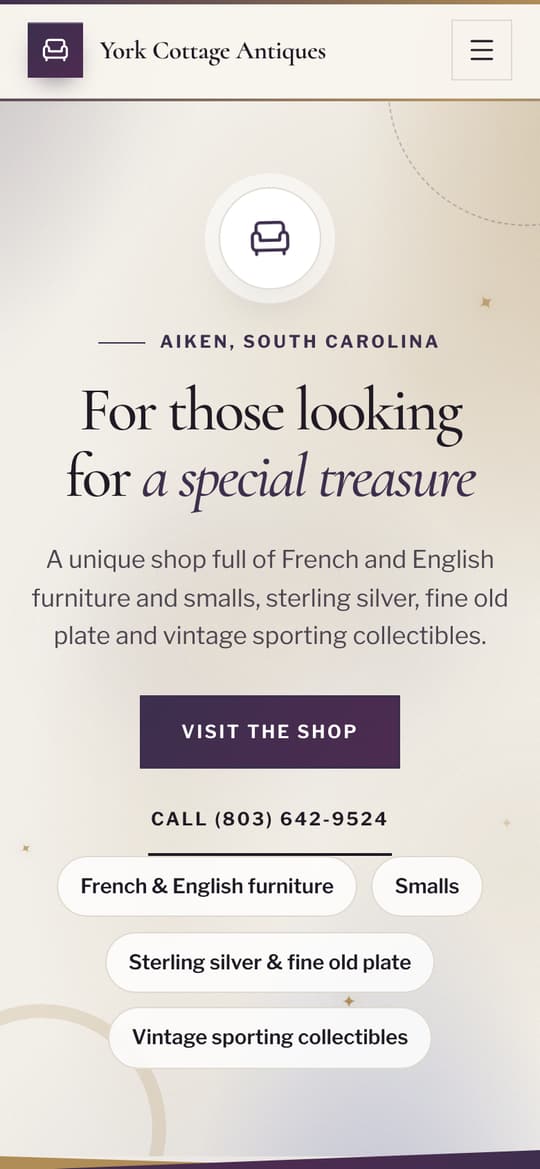 York Cottage Antiques
AIKEN, SOUTH CAROLINA
For those looking
for a special treasure
A unique shop full of French and English
furniture and smalls, sterling silver, fine old
plate and vintage sporting collectibles.
VISIT THE SHOP
CALL (803) 642-9524
French & English furniture
Smalls
Sterling silver & fine old plate
Vintage sporting collectibles